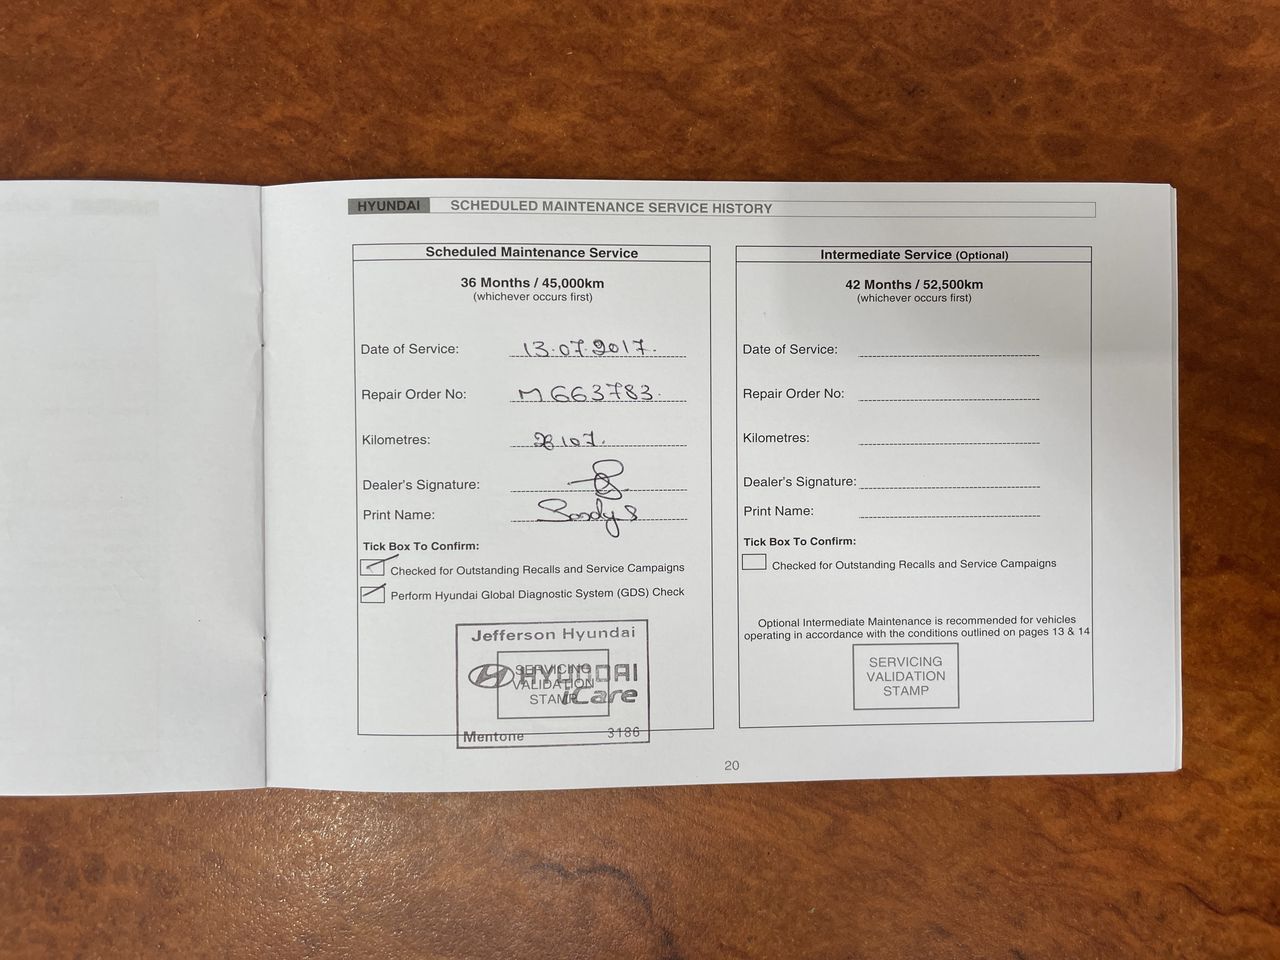 HYUNDAI SCHEDULED MAINTENANCE SERVICE HISTORY
Scheduled Maintenance Service
36 Months / 45,000km
(whichever occurs first)
Date of Service: 13.07.2017.
Repair Order No: M663783.
Kilometres: 28107.
Dealer's Signature:
Print Name:
Tick Box To Confirm:
Checked for Outstanding Recalls and Service Campaigns
Perform Hyundai Global Diagnostic System (GDS) Check
Jefferson Hyundai
HYUNDAI
iCare
SERVICING
VALIDATION
STAMP
Mentone 3186
Intermediate Service (Optional)
42 Months / 52,500km
(whichever occurs first)
Date of Service:
Repair Order No:
Kilometres:
Dealer's Signature:
Print Name:
Tick Box To Confirm:
Checked for Outstanding Recalls and Service Campaigns
Optional Intermediate Maintenance is recommended for vehicles
operating in accordance with the conditions outlined on pages 13 & 14
SERVICING
VALIDATION
STAMP
20